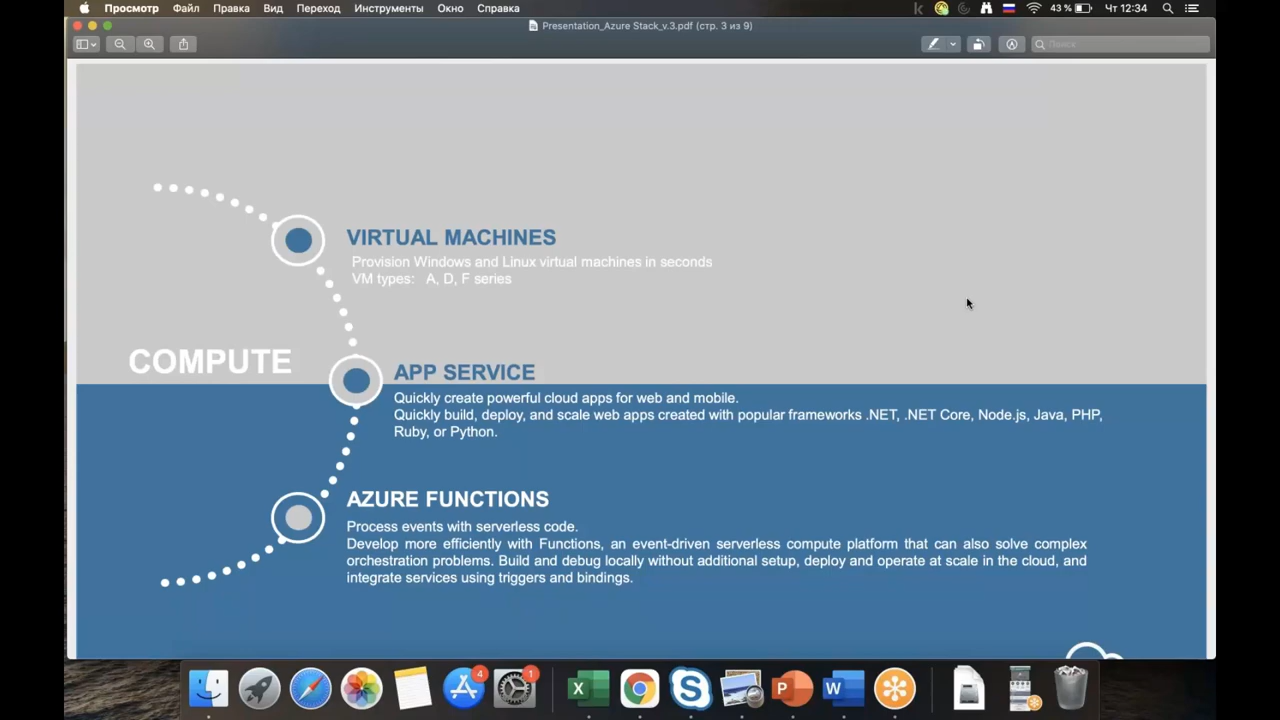 Просмотр Файл Правка Вид Переход Инструменты Окно Справка 43 % Чт 12:34
Presentation_Azure Stack_v.3.pdf (стр. 3 из 9)
Поиск
VIRTUAL MACHINES
Provision Windows and Linux virtual machines in seconds
VM types: A, D, F series
COMPUTE
APP SERVICE
Quickly create powerful cloud apps for web and mobile.
Quickly build, deploy, and scale web apps created with popular frameworks .NET, .NET Core, Node.js, Java, PHP,
Ruby, or Python.
AZURE FUNCTIONS
Process events with serverless code.
Develop more efficiently with Functions, an event-driven serverless compute platform that can also solve complex
orchestration problems. Build and debug locally without additional setup, deploy and operate at scale in the cloud, and
integrate services using triggers and bindings.
4 1
X S P W